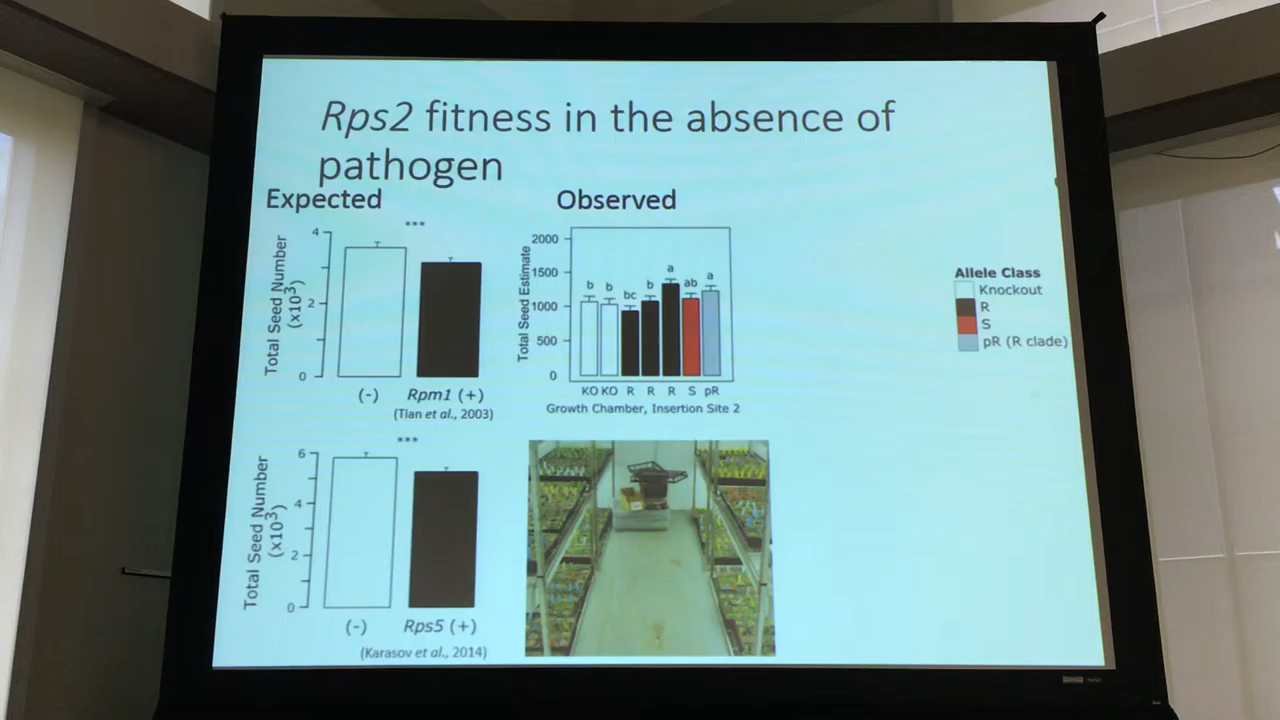 Rps2 fitness in the absence of
pathogen
Expected
Observed
***
Total Seed Number
(x10³)
4
2
0
(-)
Rpm1 (+)
(Tian et al., 2003)
***
Total Seed Number
(x10³)
6
4
2
0
(-)
Rps5 (+)
(Karasov et al., 2014)
Total Seed Estimate
2000
1500
1000
500
0
b b bc b a ab a
KO KO R R R S pR
Growth Chamber, Insertion Site 2
Allele Class
Knockout
R
S
pR (R clade)